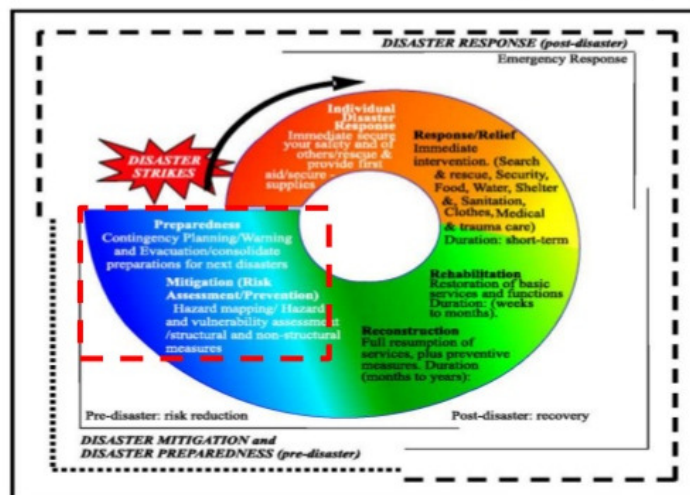 DISASTER RESPONSE (post-disaster)
Emergency Response
DISASTER
STRIKES
Individual
Disaster
Response
Immediate secure
your safety and of
others/rescue &
provide first
aid/secure -
supplies
Response/Relief
Immediate
intervention. (Search
& rescue, Security,
Food, Water, Shelter
&, Sanitation,
Clothes, Medical
& trauma care)
Duration: short-term
Rehabilitation
Restoration of basic
services and functions
Duration: (weeks
to months).
Reconstruction
Full resumption of
services, plus preventive
measures. Duration
(months to years):
Preparedness
Contingency Planning/Warning
and Evacuation/consolidate
preparations for next disasters
Mitigation (Risk
Assessment/Prevention)
Hazard mapping/ Hazard
and vulnerability assessment
/structural and non-structural
measures
Pre-disaster: risk reduction
Post-disaster: recovery
DISASTER MITIGATION and
DISASTER PREPAREDNESS (pre-disaster)